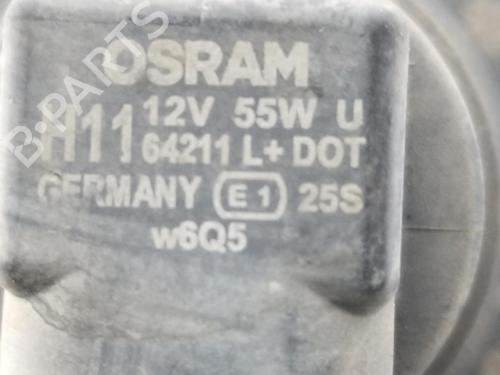 B-PARTS
OSRAM
H11 12V 55W U
64211 L+ DOT
GERMANY E1 25S
w6Q5